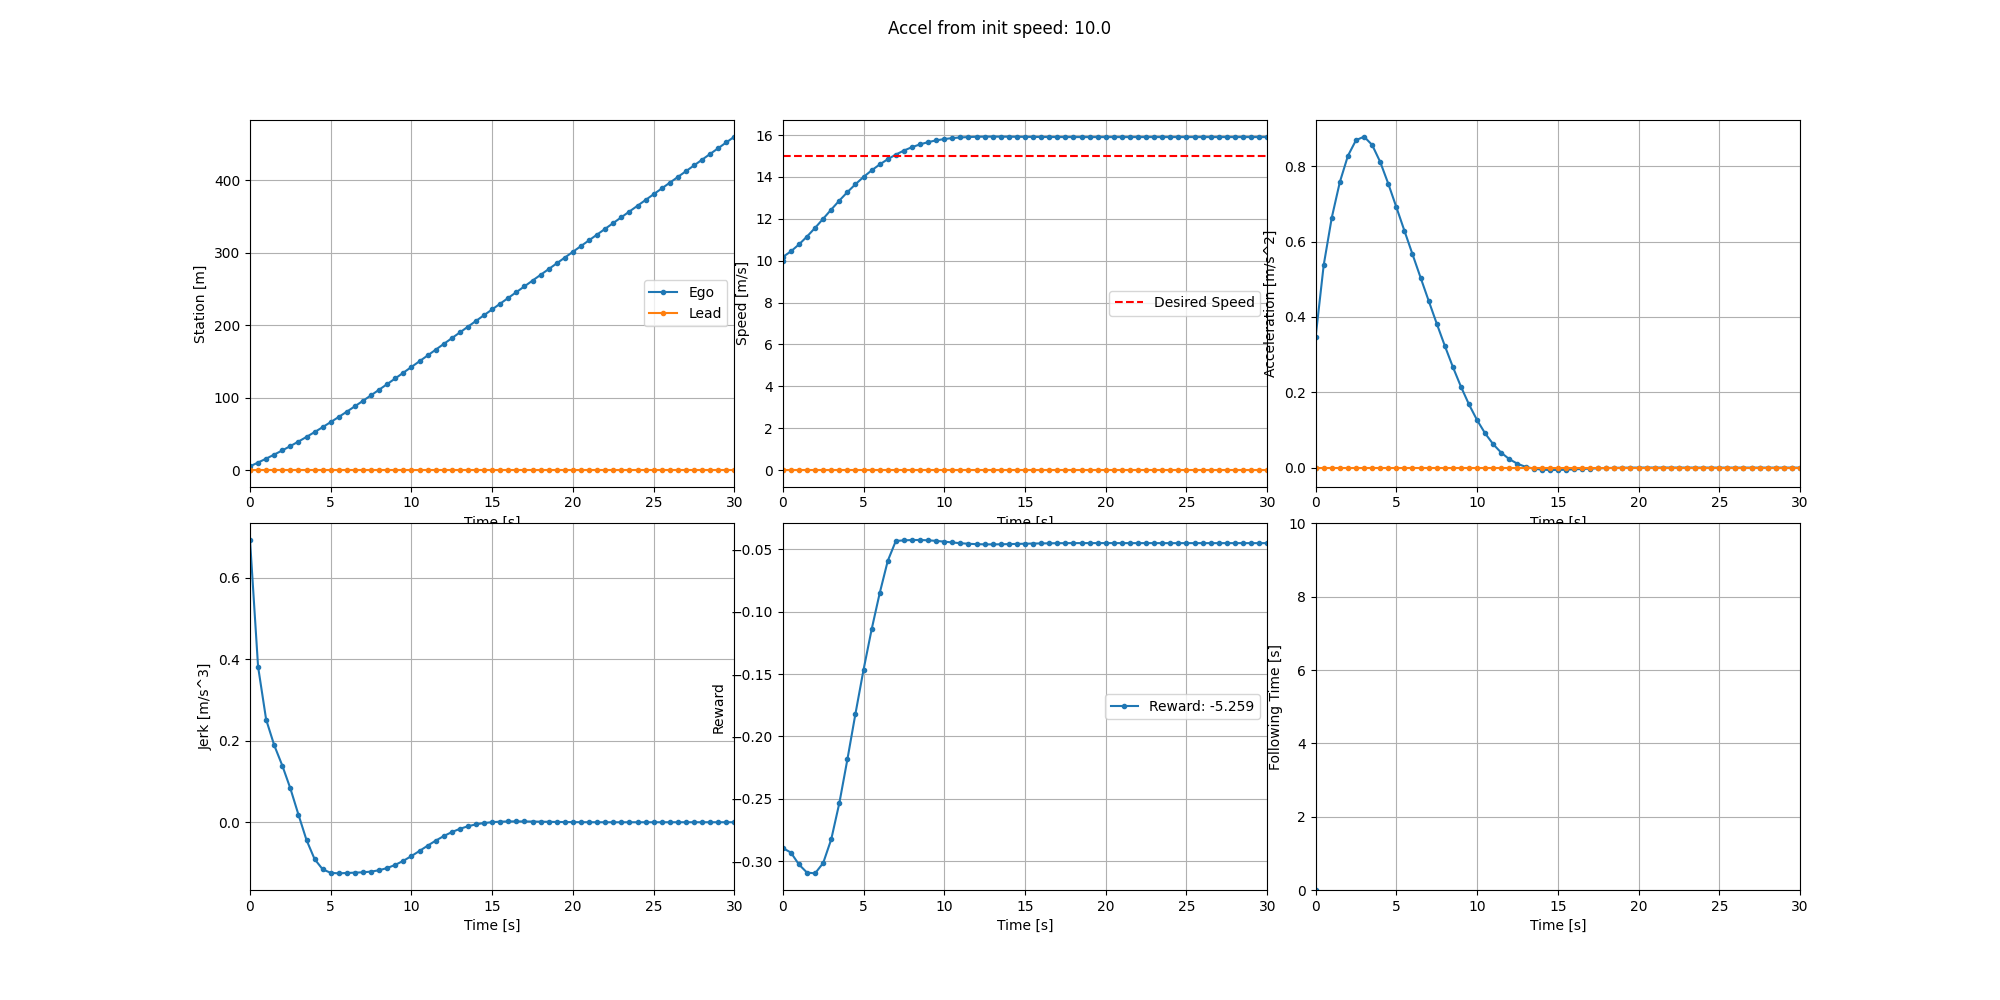 Accel from init speed: 10.0
Station [m]
400
300
200
100
0
0 5 10 15 20 25 30
Time [s]
Ego
Lead
Speed [m/s]
16
14
12
10
8
6
4
2
0
0 5 10 15 20 25 30
Time [s]
Desired Speed
Acceleration [m/s^2]
0.8
0.6
0.4
0.2
0.0
0 5 10 15 20 25 30
Time [s]
Jerk [m/s^3]
0.6
0.4
0.2
0.0
0 5 10 15 20 25 30
Time [s]
Reward
−0.05
−0.10
−0.15
−0.20
−0.25
−0.30
0 5 10 15 20 25 30
Time [s]
Reward: -5.259
Following Time [s]
10
8
6
4
2
0
0 5 10 15 20 25 30
Time [s]